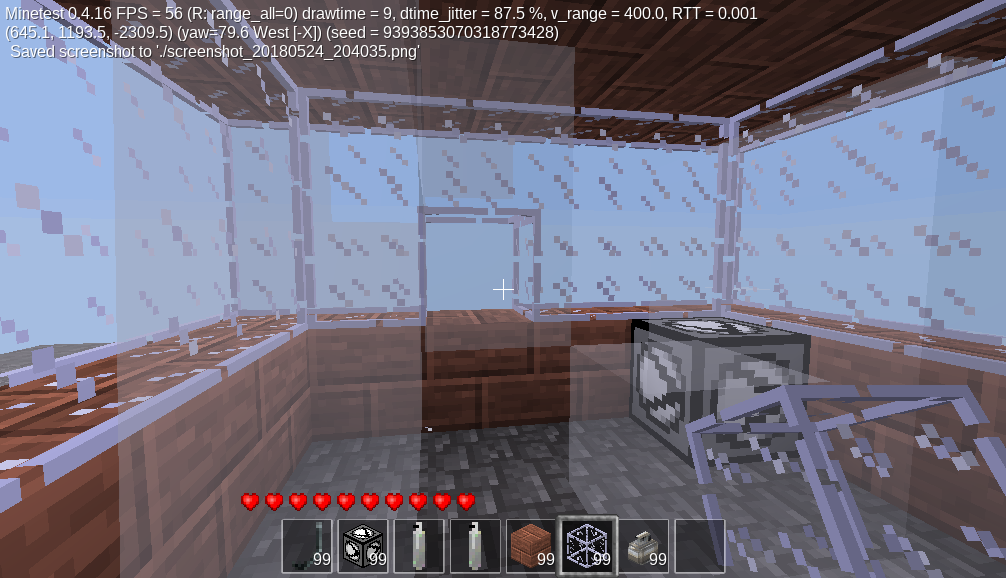 Minetest 0.4.16 FPS = 56 (R: range_all=0) drawtime = 9, dtime_jitter = 87.5 %, v_range = 400.0, RTT = 0.001
(645.1, 1193.5, -2309.5) (yaw=79.6 West [-X]) (seed = 9393853070318773428)
Saved screenshot to './screenshot_20180524_204035.png'
99 99 99 99 99